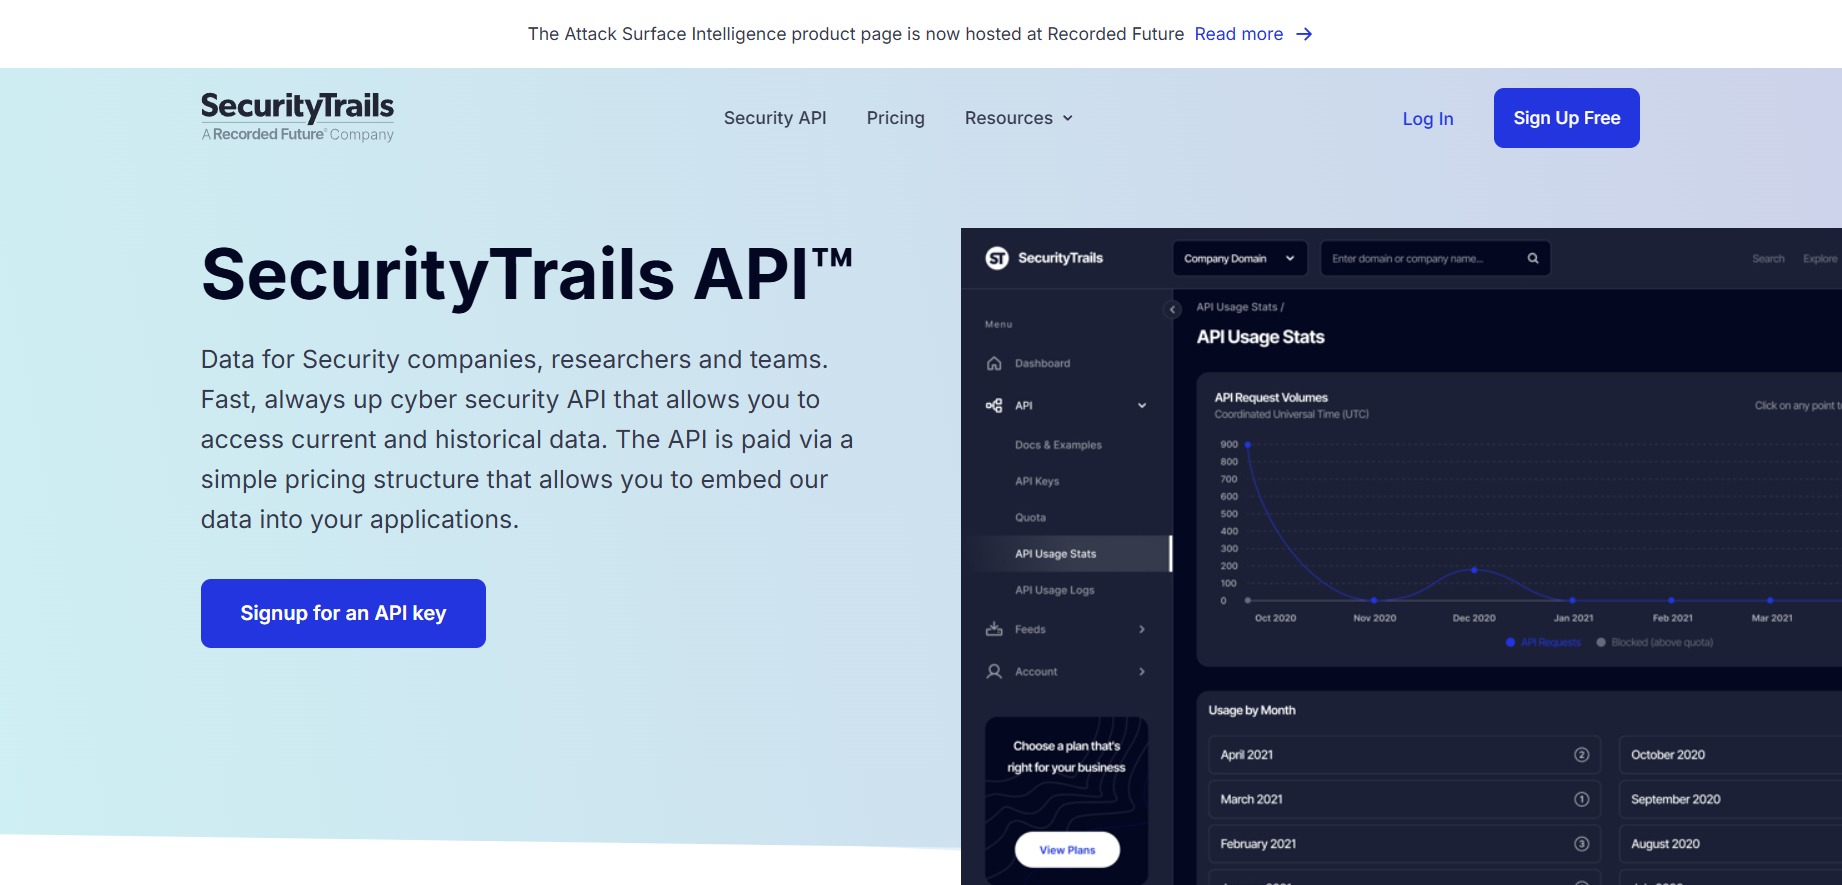 The Attack Surface Intelligence product page is now hosted at Recorded Future Read more →
SecurityTrails
A Recorded Future® Company
Security API
Pricing
Resources
Log In
Sign Up Free
SecurityTrails API™
Data for Security companies, researchers and teams.
Fast, always up cyber security API that allows you to
access current and historical data. The API is paid via a
simple pricing structure that allows you to embed our
data into your applications.
Signup for an API key
ST SecurityTrails
Company Domain
Enter domain or company name...
Search
Explore
Menu
Dashboard
API
Docs & Examples
API Keys
Quota
API Usage Stats
API Usage Logs
Feeds
Account
Choose a plan that's
right for your business
View Plans
API Usage Stats /
API Usage Stats
API Request Volumes
Coordinated Universal Time (UTC)
Click on any point
900
800
700
600
500
400
300
200
100
0
Oct 2020
Nov 2020
Dec 2020
Jan 2021
Feb 2021
Mar 2021
API Requests
Blocked (above quota)
Usage by Month
April 2021 2
October 2020
March 2021 1
September 2020
February 2021 3
August 2020